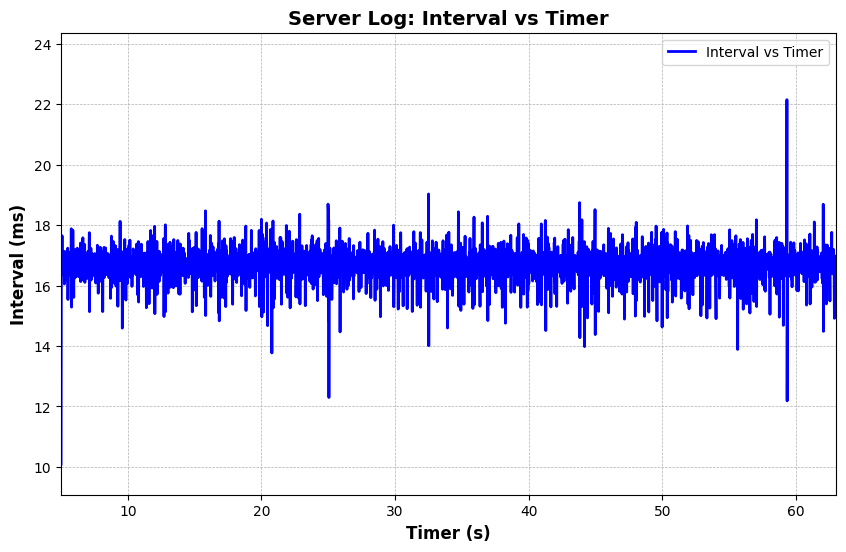 Server Log: Interval vs Timer
Interval vs Timer
24
22
20
18
16
14
12
10
Interval (ms)
10 20 30 40 50 60
Timer (s)